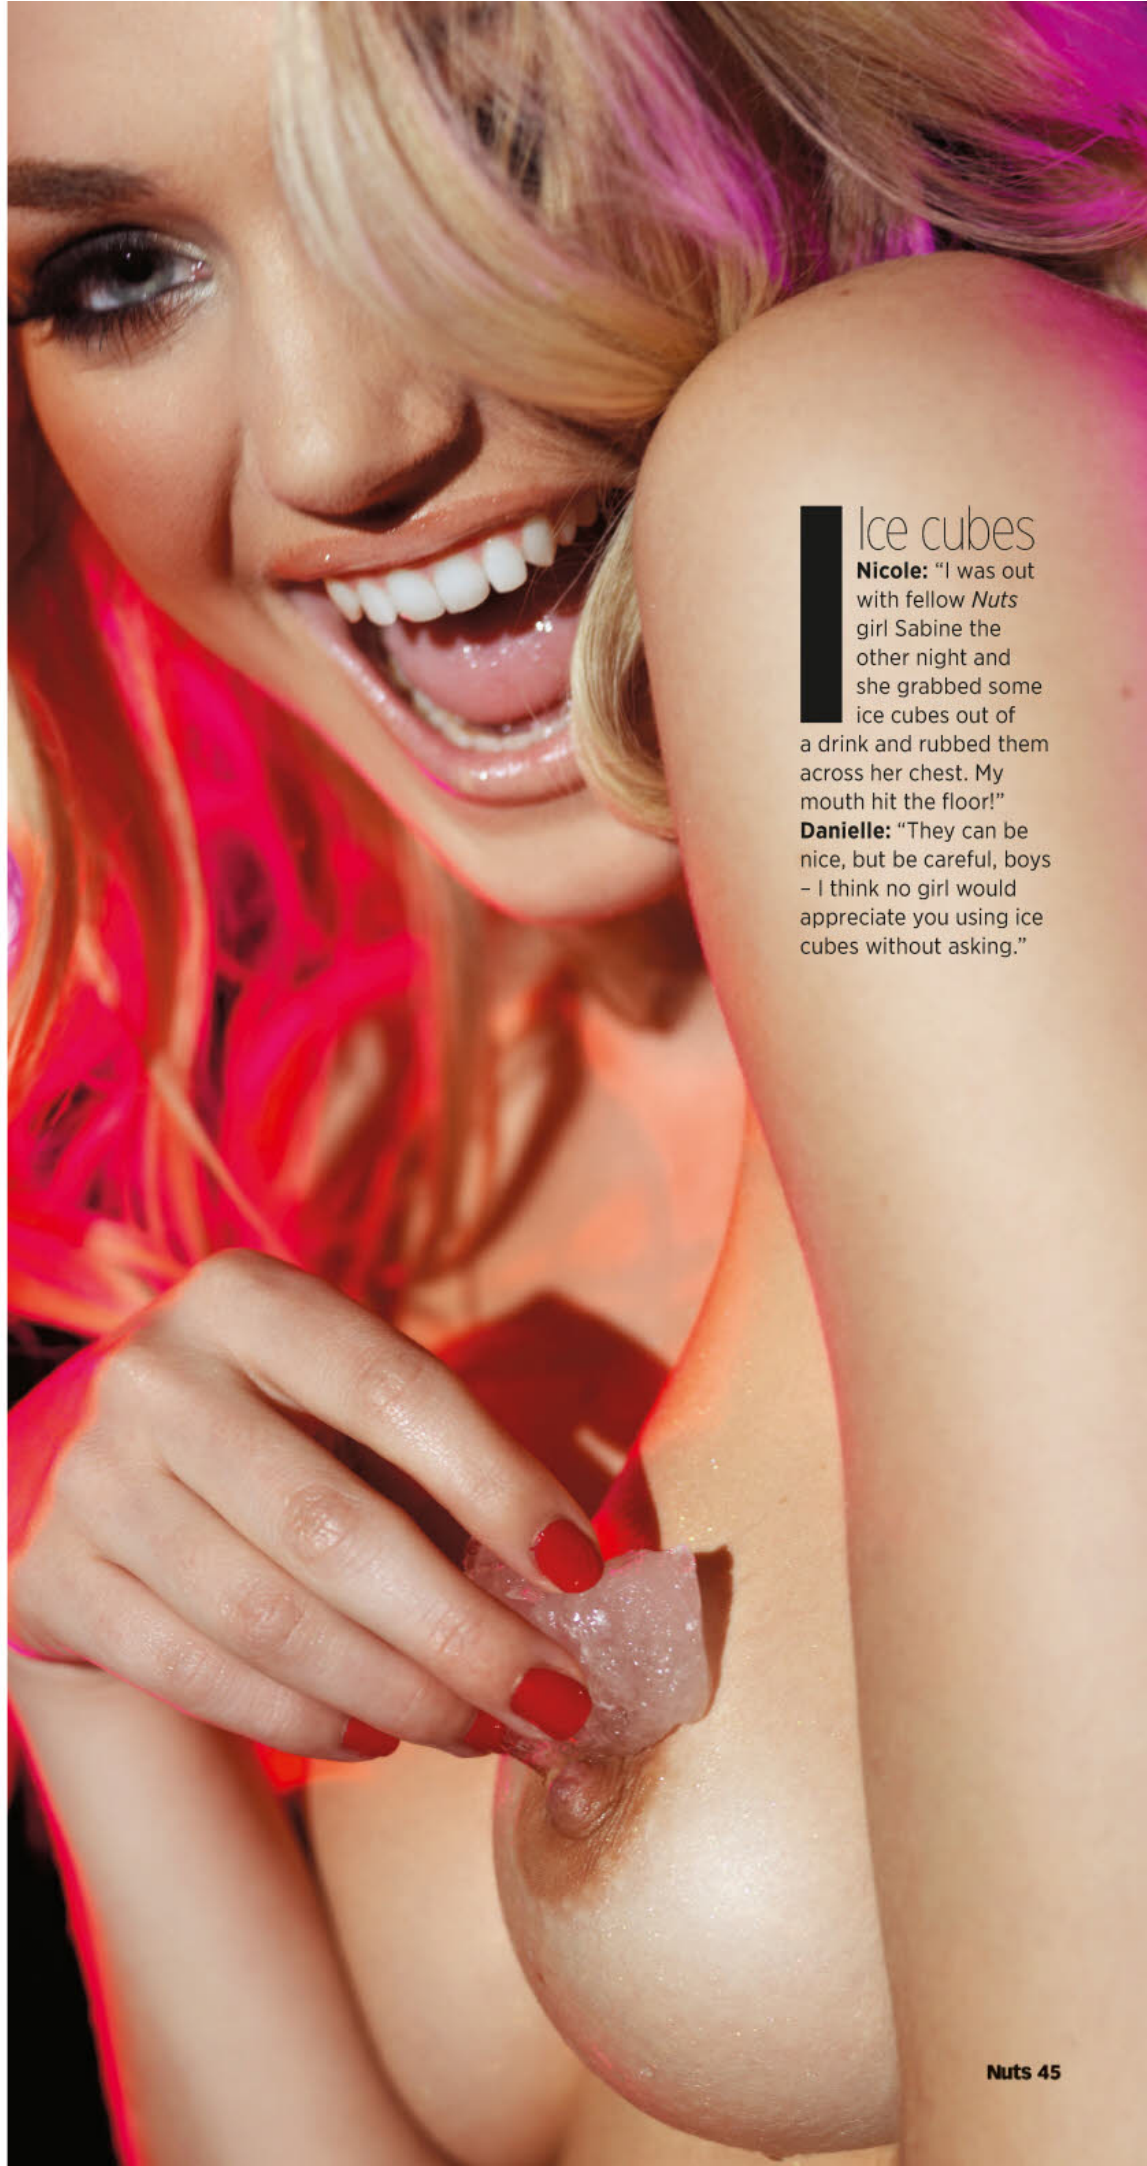 Ice cubes
Nicole: “I was out
with fellow Nuts
girl Sabine the
other night and
she grabbed some
ice cubes out of
a drink and rubbed them
across her chest. My
mouth hit the floor!”
Danielle: “They can be
nice, but be careful, boys
– I think no girl would
appreciate you using ice
cubes without asking.”
Nuts 45